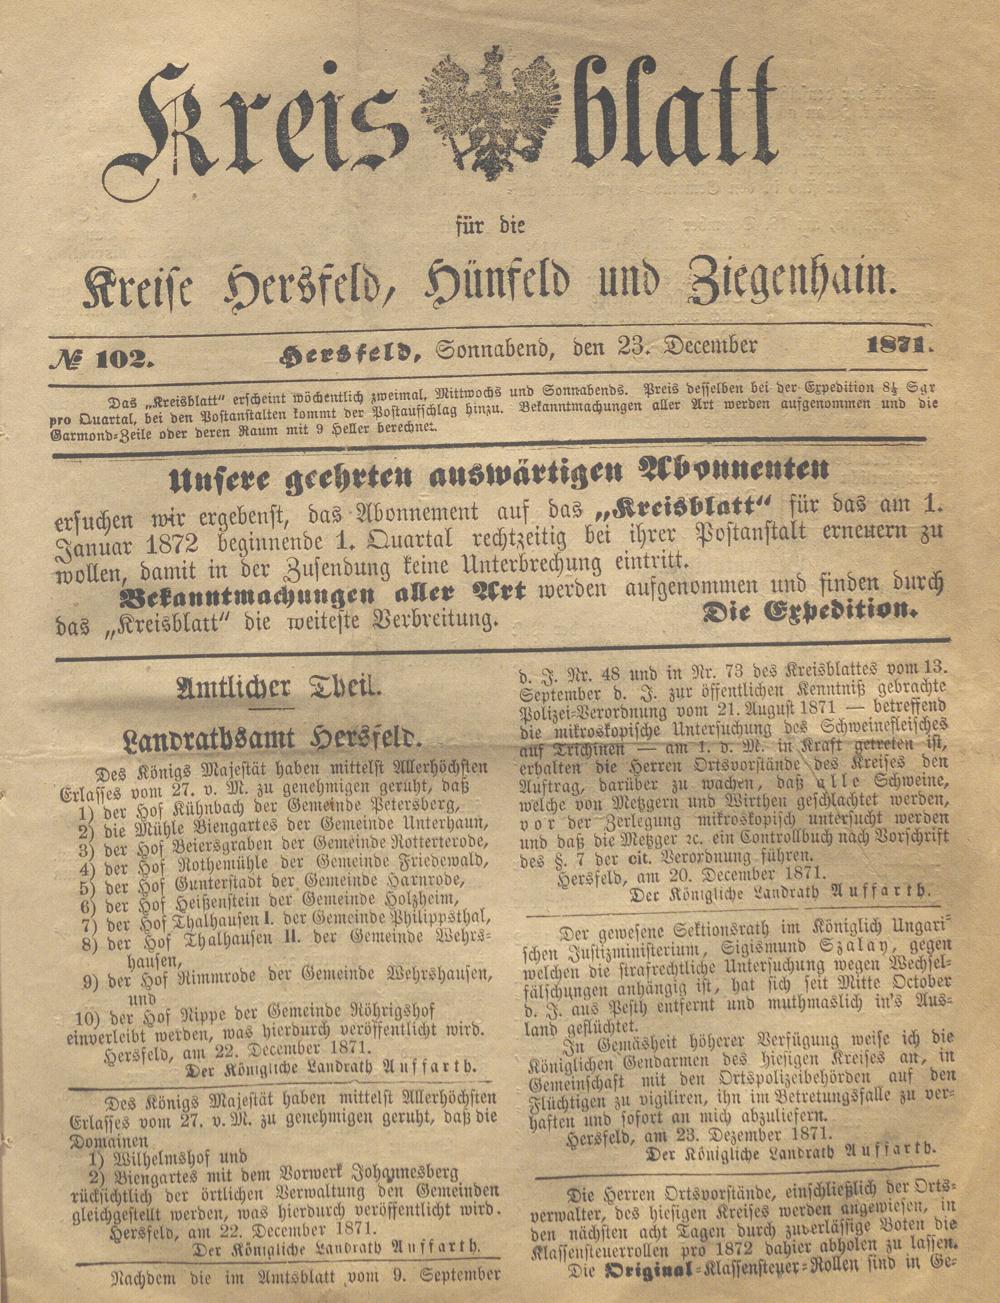 Kreisblatt
für die
Kreise Hersfeld, Hünfeld und Ziegenhain.
№ 102. Hersfeld, Sonnabend, den 23. December 1871.
Das „Kreisblatt“ erscheint wöchentlich zweimal, Mittwochs und Sonnabends. Preis desselben bei der Expedition 8½ Sgr
pro Quartal, bei den Postanstalten kommt der Postaufschlag hinzu. Bekanntmachungen aller Art werden aufgenommen und die
Garmond-Zeile oder deren Raum mit 9 Heller berechnet.
Unsere geehrten auswärtigen Abonnenten
ersuchen wir ergebenst, das Abonnement auf das „Kreisblatt“ für das am 1.
Januar 1872 beginnende 1. Quartal rechtzeitig bei ihrer Postanstalt erneuern zu
wollen, damit in der Zusendung keine Unterbrechung eintritt.
Bekanntmachungen aller Art werden aufgenommen und finden durch
das „Kreisblatt“ die weiteste Verbreitung. Die Expedition.
Amtlicher Theil.
Landrathsamt Hersfeld.
Des Königs Majestät haben mittelst Allerhöchsten
Erlasses vom 27. v. M. zu genehmigen geruht, daß
1) der Hof Kühnbach der Gemeinde Petersberg,
2) die Mühle Biengartes der Gemeinde Unterhaun,
3) der Hof Beiersgraben der Gemeinde Rotterterode,
4) der Hof Rothemühle der Gemeinde Friedewald,
5) der Hof Gunterstadt der Gemeinde Harnrode,
6) der Hof Heißenstein der Gemeinde Holzheim,
7) der Hof Thalhausen I. der Gemeinde Philippsthal,
8) der Hof Thalhausen II. der Gemeinde Wehrs-
hausen,
9) der Hof Nimmrode der Gemeinde Wehrshausen,
und
10) der Hof Nippe der Gemeinde Röhrigshof
einverleibt werden, was hierdurch veröffentlicht wird.
Hersfeld, am 22. December 1871.
Der Königliche Landrath Auffarth.
Des Königs Majestät haben mittelst Allerhöchsten
Erlasses vom 27. v. M. zu genehmigen geruht, daß die
Domainen
1) Wilhelmshof und
2) Biengartes mit dem Vorwerk Johannesberg
rücksichtlich der örtlichen Verwaltung den Gemeinden
gleichgestellt werden, was hierdurch veröffentlicht wird.
Hersfeld, am 22. December 1871.
Der Königliche Landrath Auffarth.
Nachdem die im Amtsblatt vom 9. September
d. J. Nr. 48 und in Nr. 73 des Kreisblattes vom 13.
September d. J. zur öffentlichen Kenntniß gebrachte
Polizei-Verordnung vom 21. August 1871 — betreffend
die mikroskopische Untersuchung des Schweinefleisches
auf Trichinen — am 1. d. M. in Kraft getreten ist,
erhalten die Herren Ortsvorstände des Kreises den
Auftrag, darüber zu wachen, daß alle Schweine,
welche von Metzgern und Wirthen geschlachtet werden,
vor der Zerlegung mikroskopisch untersucht werden
und daß die Metzger ꝛc. ein Controllbuch nach Vorschrift
des §. 7 der cit. Verordnung führen.
Hersfeld, am 20. December 1871.
Der Königliche Landrath Auffarth.
Der gewesene Sektionsrath im Königlich Ungari-
schen Justizministerium, Sigismund Szalay, gegen
welchen die strafrechtliche Untersuchung wegen Wechsel-
fälschungen anhängig ist, hat sich seit Mitte October
d. J. aus Pesth entfernt und muthmaslich in's Aus-
land geflüchtet.
In Gemäsheit höherer Verfügung weise ich die
Königlichen Gendarmen des hiesigen Kreises an, in
Gemeinschaft mit den Ortspolizeibehörden auf den
Flüchtigen zu vigiliren, ihn im Betretungsfalle zu ver-
haften und sofort an mich abzuliefern.
Hersfeld, am 23. Dezember 1871.
Der Königliche Landrath Auffarth.
Die Herren Ortsvorstände, einschließlich der Orts-
verwalter, des hiesigen Kreises werden angewiesen, in
den nächsten acht Tagen durch zuverlässige Boten die
Klassensteuerrollen pro 1872 dahier abholen zu lassen.
Die Original-Klassensteuer-Rollen sind in Ge-